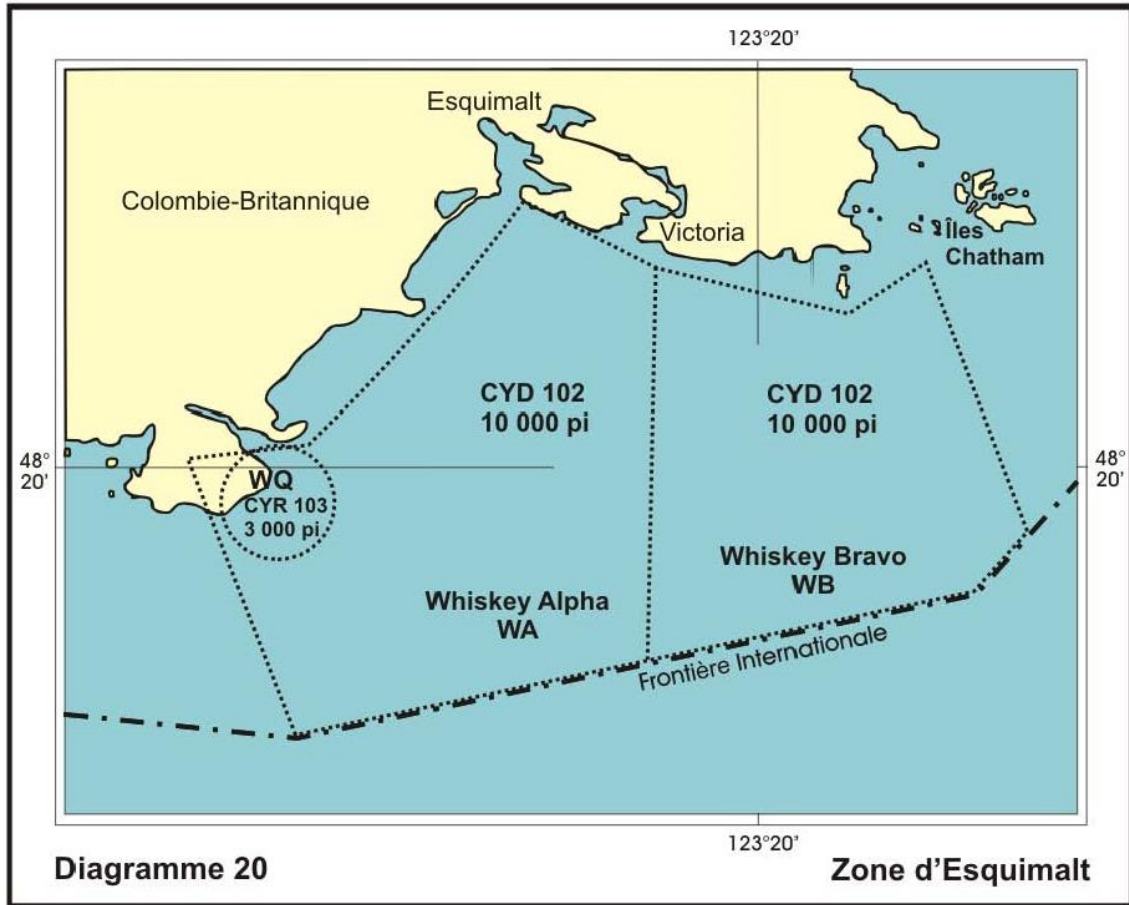 123°20'
Esquimalt
Colombie-Britannique
Victoria
Îles
Chatham
CYD 102
10 000 pi
CYD 102
10 000 pi
48°
20'
48°
20'
WQ
CYR 103
3 000 pi
Whiskey Bravo
WB
Whiskey Alpha
WA
Frontière Internationale
123°20'
Diagramme 20
Zone d'Esquimalt